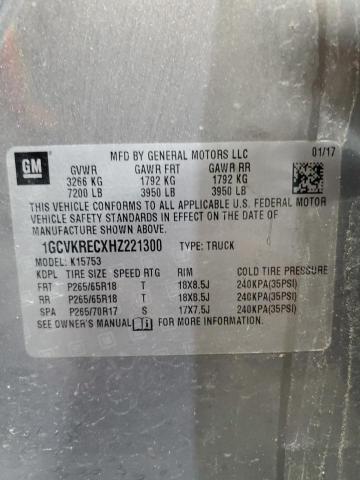 MFD BY GENERAL MOTORS LLC 01/17
GM
GVWR GAWR FRT GAWR RR
3266 KG 1792 KG 1792 KG
7200 LB 3950 LB 3950 LB
THIS VEHICLE CONFORMS TO ALL APPLICABLE U.S. FEDERAL MOTOR
VEHICLE SAFETY AND THEFT PREVENTION STANDARDS IN EFFECT ON THE DATE OF
MANUFACTURE SHOWN ABOVE.
1GCVKRECXHZ221300 TYPE: TRUCK
MODEL: K15753
KDPL TIRE SIZE SPEED RTG RIM COLD TIRE PRESSURE
FRT P265/65R18 T 18X8.5J 240KPA(35PSI)
RR P265/65R18 T 18X8.5J 240KPA(35PSI)
SPA P265/70R17 S 17X7.5J 240KPA(35PSI)
SEE OWNER'S MANUAL FOR MORE INFORMATION.